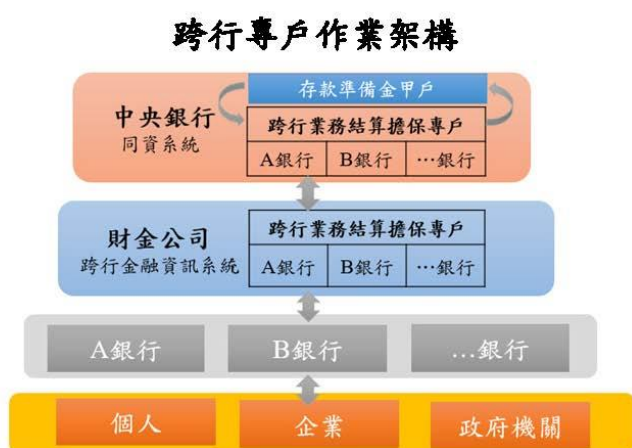 跨行專戶作業架構
存款準備金甲戶
中央銀行
同資系統
跨行業務結算擔保專戶
A銀行 B銀行 …銀行
財金公司
跨行金融資訊系統
跨行業務結算擔保專戶
A銀行 B銀行 …銀行
A銀行 B銀行 …銀行
個人 企業 政府機關